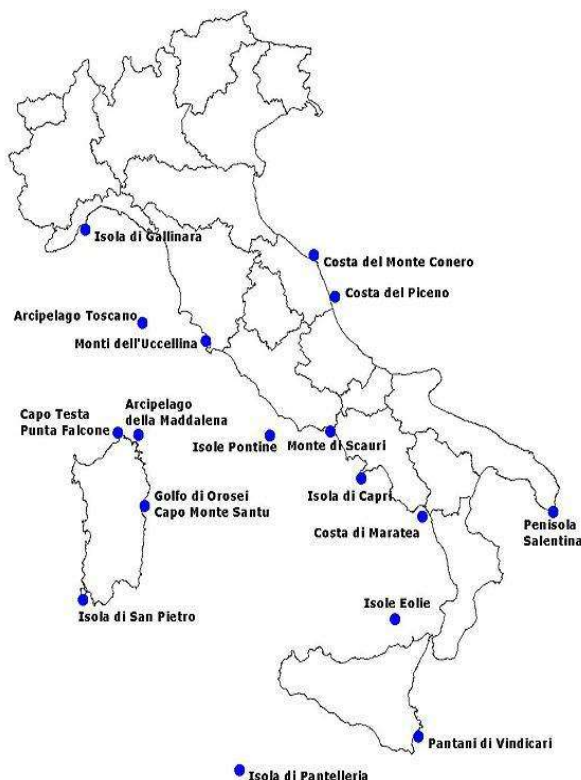 Isola di Gallinara
Costa del Monte Conero
Costa del Piceno
Arcipelago Toscano
Monti dell'Uccellina
Capo Testa
Punta Falcone
Arcipelago
della Maddalena
Isole Pontine
Monte di Scauri
Golfo di Orosei
Capo Monte Santu
Isola di Capri
Costa di Maratea
Penisola
Salentina
Isola di San Pietro
Isole Eolie
Pantani di Vindicari
Isola di Pantelleria